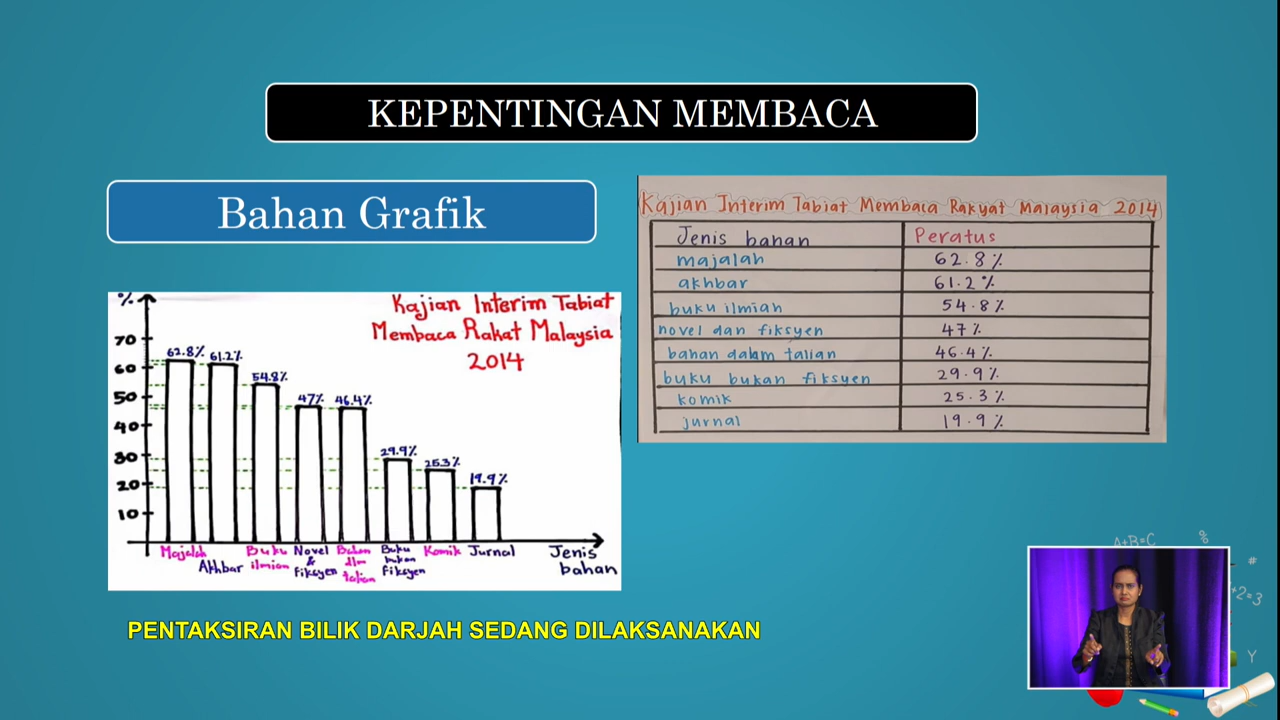 KEPENTINGAN MEMBACA
Bahan Grafik
Kajian Interim Tabiat Membaca Rakyat Malaysia 2014
Jenis bahan Peratus
majalah 62.8%
akhbar 61.2%
buku ilmiah 54.8%
novel dan fiksyen 47%
bahan dalam talian 46.4%
buku bukan fiksyen 29.9%
komik 25.3%
jurnal 19.9%
%
Kajian Interim Tabiat
Membaca Rakat Malaysia
2014
70
60
50
40
30
20
10
62.8% 61.2% 54.8% 47% 46.4% 29.9% 25.3% 19.9%
Majalah
Akhbar
Buku
ilmian
Novel
&
Fiksyen
Bahan
dlm
talian
Buku
bukan
Fiksyen
Komik
Jurnal
Jenis
bahan
PENTAKSIRAN BILIK DARJAH SEDANG DILAKSANAKAN
A+B=C
%
#
+2=3
Y